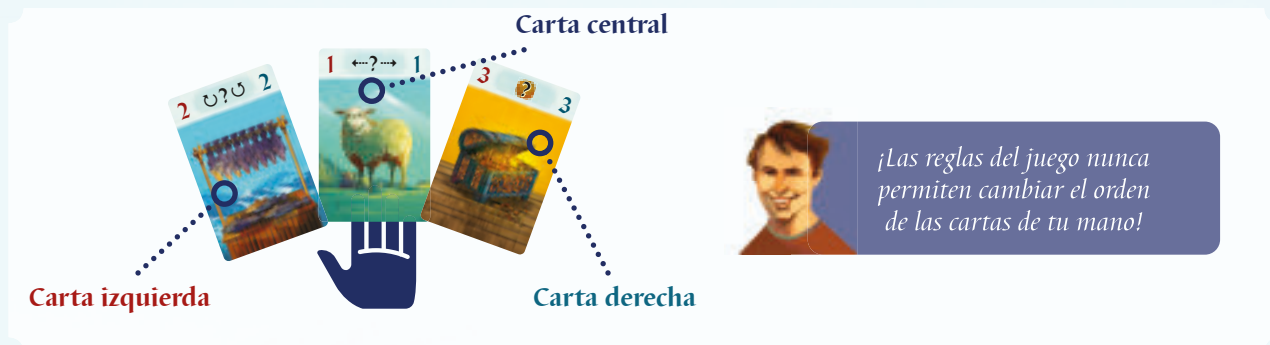 Carta central
2 ? 2
1 ←?→ 1
3 ? 3
Carta izquierda
Carta derecha
¡Las reglas del juego nunca
permiten cambiar el orden
de las cartas de tu mano!